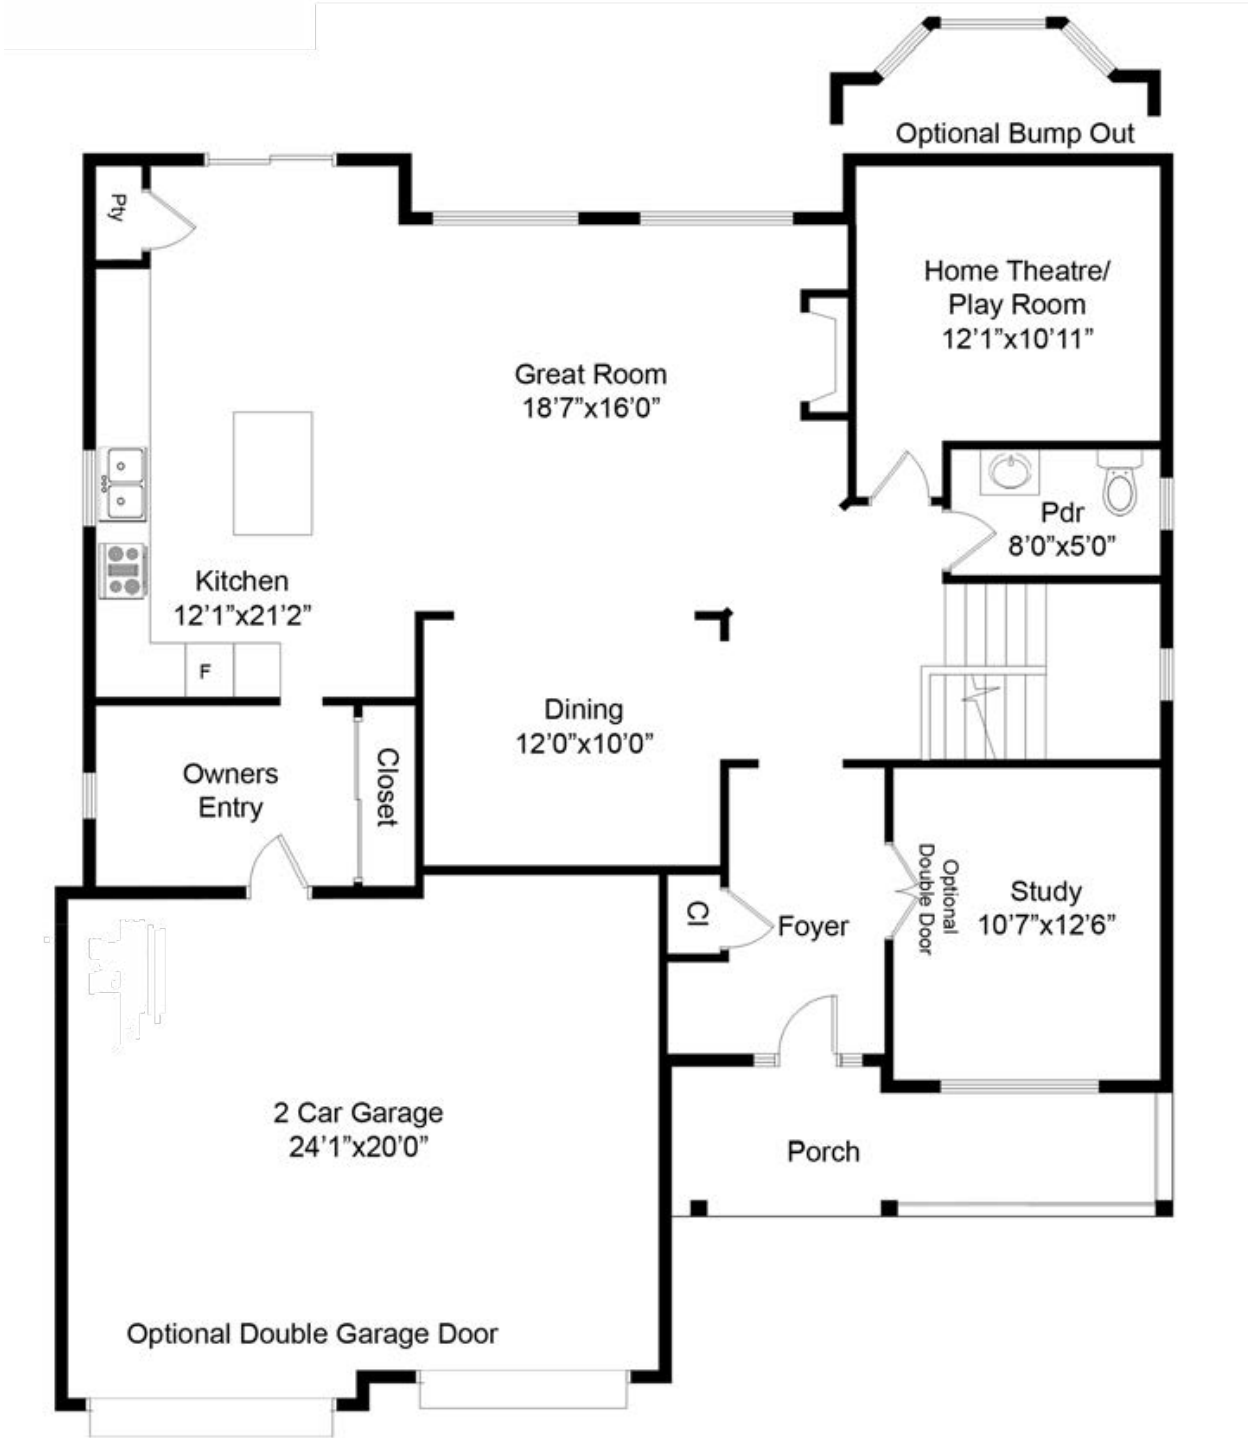 Optional Bump Out
Pty
Home Theatre/
Play Room
12’1”x10’11”
Great Room
18’7”x16’0”
Pdr
8’0”x5’0”
Kitchen
12’1”x21’2”
F
Dining
12’0”x10’0”
Owners
Entry
Closet
Optional
Double Door
Study
10’7”x12’6”
Cl
Foyer
2 Car Garage
24’1”x20’0”
Porch
Optional Double Garage Door